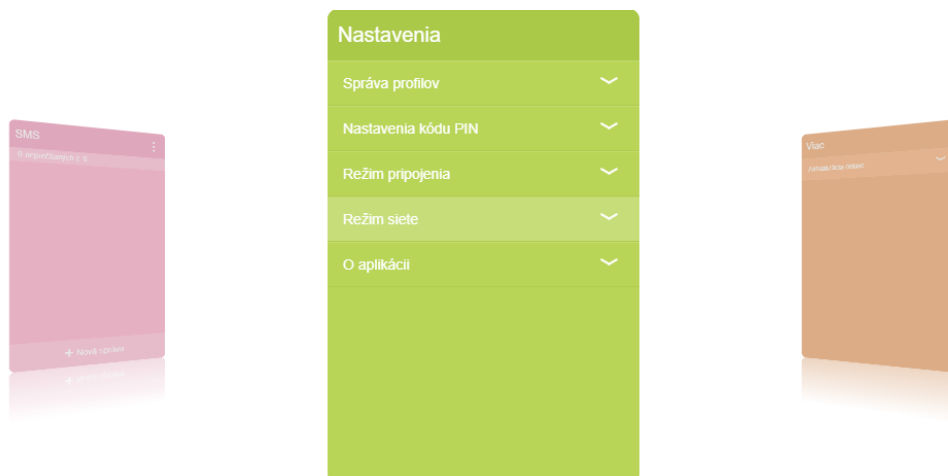 Nastavenia
Správa profilov
Nastavenia kódu PIN
Režim pripojenia
Režim siete
O aplikácii
SMS
+ Nová správa
Viac